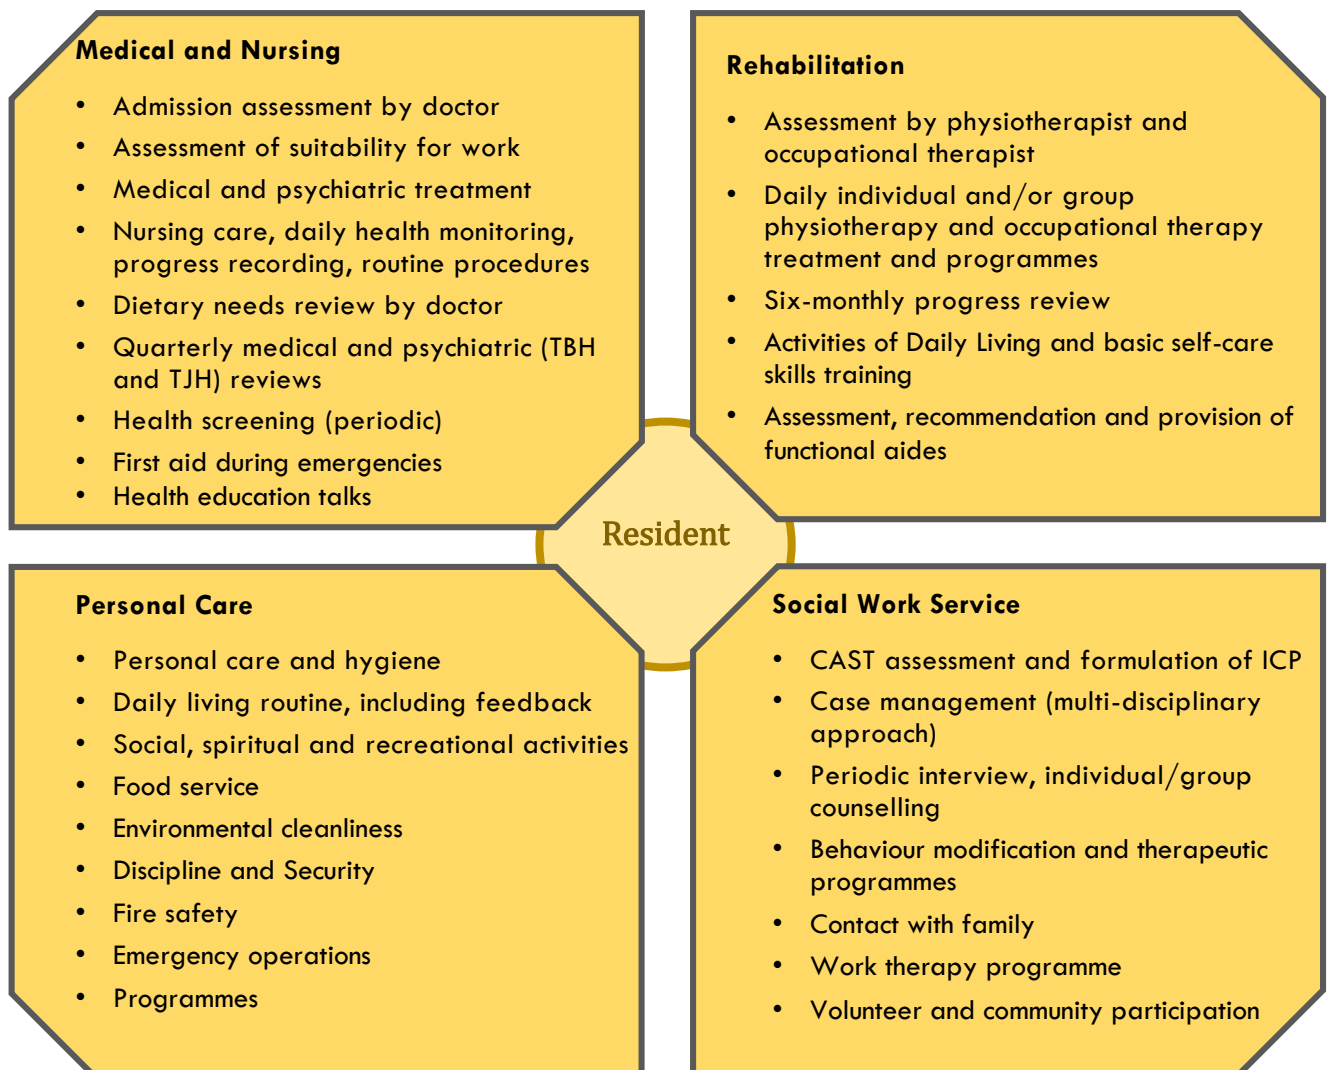 Medical and Nursing
• Admission assessment by doctor
• Assessment of suitability for work
• Medical and psychiatric treatment
• Nursing care, daily health monitoring,
progress recording, routine procedures
• Dietary needs review by doctor
• Quarterly medical and psychiatric (TBH
and TJH) reviews
• Health screening (periodic)
• First aid during emergencies
• Health education talks
Rehabilitation
• Assessment by physiotherapist and
occupational therapist
• Daily individual and/or group
physiotherapy and occupational therapy
treatment and programmes
• Six-monthly progress review
• Activities of Daily Living and basic self-care
skills training
• Assessment, recommendation and provision of
functional aides
Resident
Personal Care
• Personal care and hygiene
• Daily living routine, including feedback
• Social, spiritual and recreational activities
• Food service
• Environmental cleanliness
• Discipline and Security
• Fire safety
• Emergency operations
• Programmes
Social Work Service
• CAST assessment and formulation of ICP
• Case management (multi-disciplinary
approach)
• Periodic interview, individual/group
counselling
• Behaviour modification and therapeutic
programmes
• Contact with family
• Work therapy programme
• Volunteer and community participation